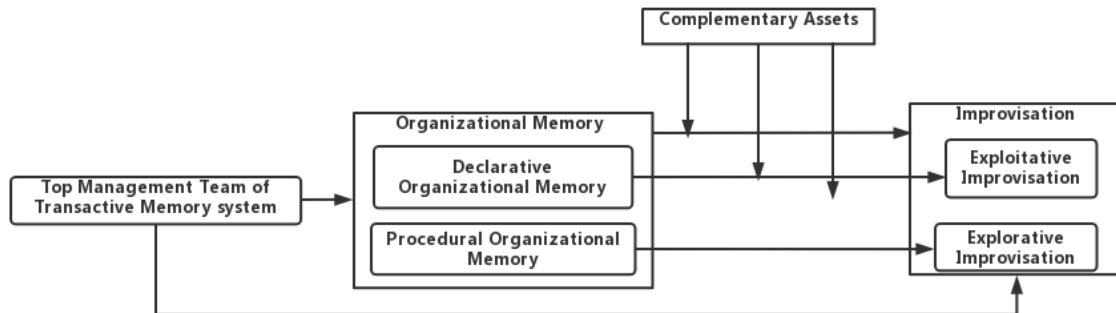 Complementary Assets
Organizational Memory
Improvisation
Declarative
Organizational Memory
Exploitative
Improvisation
Top Management Team of
Transactive Memory system
Procedural Organizational
Memory
Explorative
Improvisation